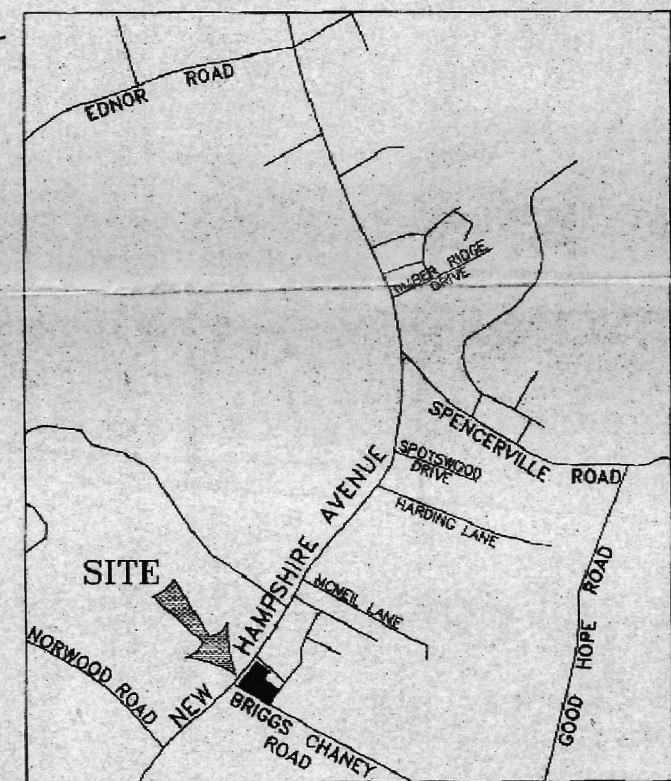 EDNOR ROAD
TIMBER RIDGE
DRIVE
SPENCERVILLE ROAD
SPOTSWOOD
DRIVE
HARDING LANE
NEW HAMPSHIRE AVENUE
MCNEIL LANE
GOOD HOPE ROAD
SITE
NORWOOD ROAD
BRIGGS CHANEY
ROAD